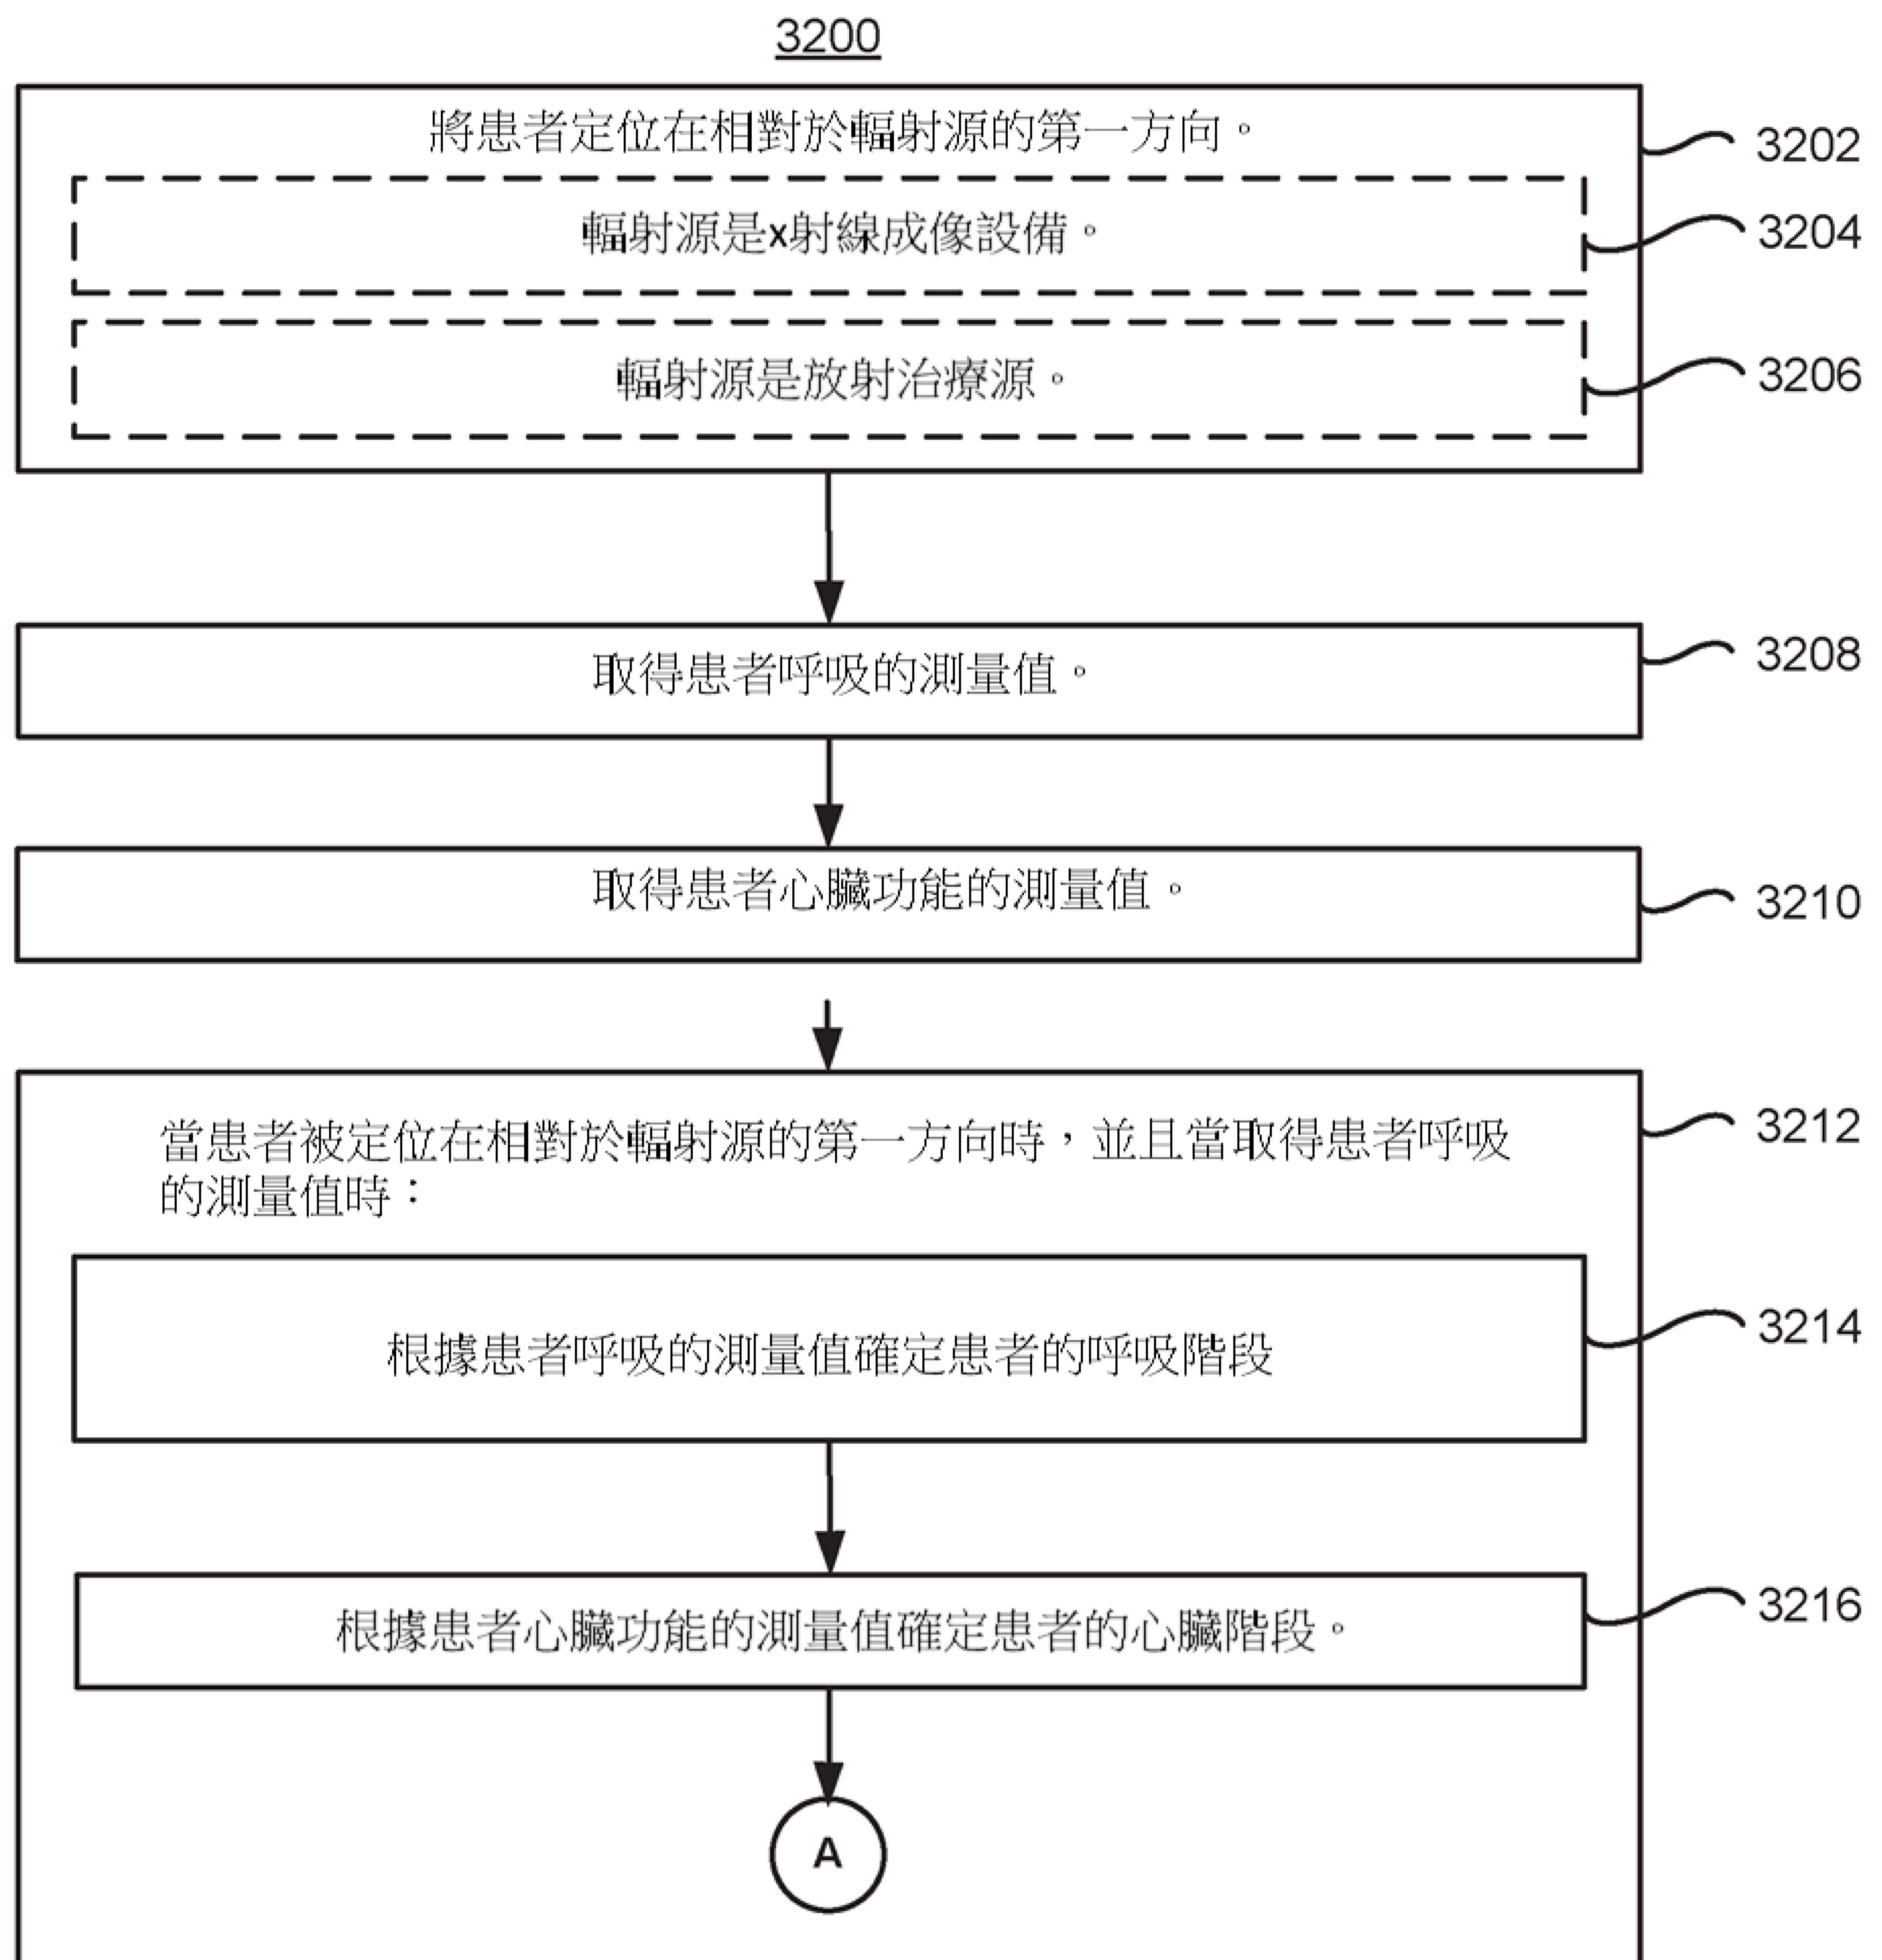 3200
將患者定位在相對於輻射源的第一方向。
3202
輻射源是x射線成像設備。
3204
輻射源是放射治療源。
3206
取得患者呼吸的測量值。
3208
取得患者心臟功能的測量值。
3210
當患者被定位在相對於輻射源的第一方向時，並且當取得患者呼吸
的測量值時：
3212
根據患者呼吸的測量值確定患者的呼吸階段
3214
根據患者心臟功能的測量值確定患者的心臟階段。
3216
A